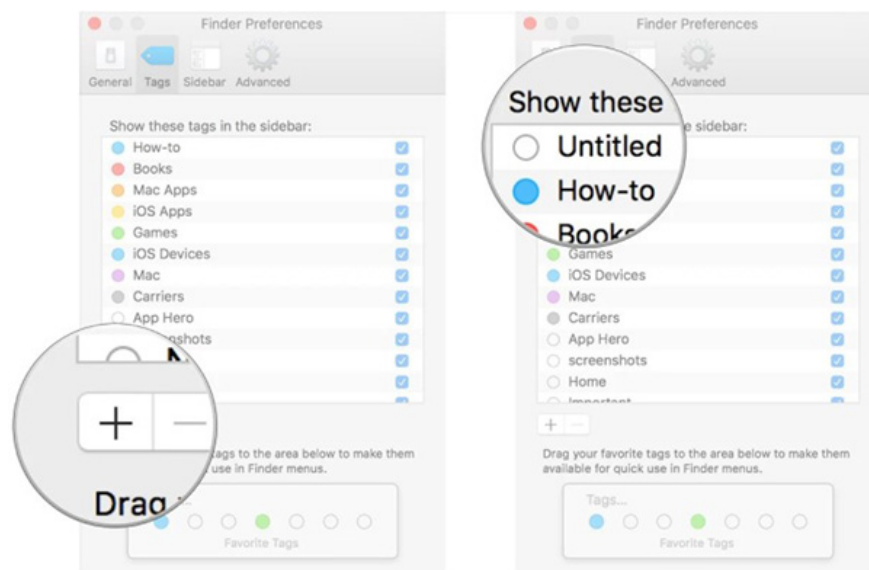 Finder Preferences
General Tags Sidebar Advanced
Show these tags in the sidebar:
How-to
Books
Mac Apps
iOS Apps
Games
iOS Devices
Mac
Carriers
App Hero
nshots
Drag
tags to the area below to make them
use in Finder menus.
Favorite Tags
Finder Preferences
Advanced
Show these
e sidebar:
Untitled
How-to
Books
Games
iOS Devices
Mac
Carriers
App Hero
screenshots
Home
Important
Drag your favorite tags to the area below to make them
available for quick use in Finder menus.
Tags...
Favorite Tags